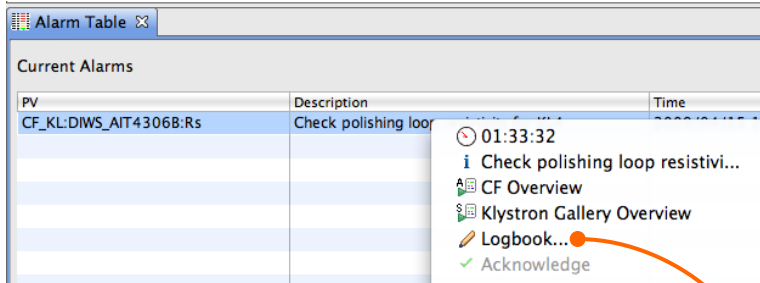 Alarm Table
Current Alarms
PV Description Time
CF_KL:DIWS_AIT4306B:Rs Check polishing loop
01:33:32
i Check polishing loop resistivi...
A CF Overview
S Klystron Gallery Overview
Logbook...
Acknowledge